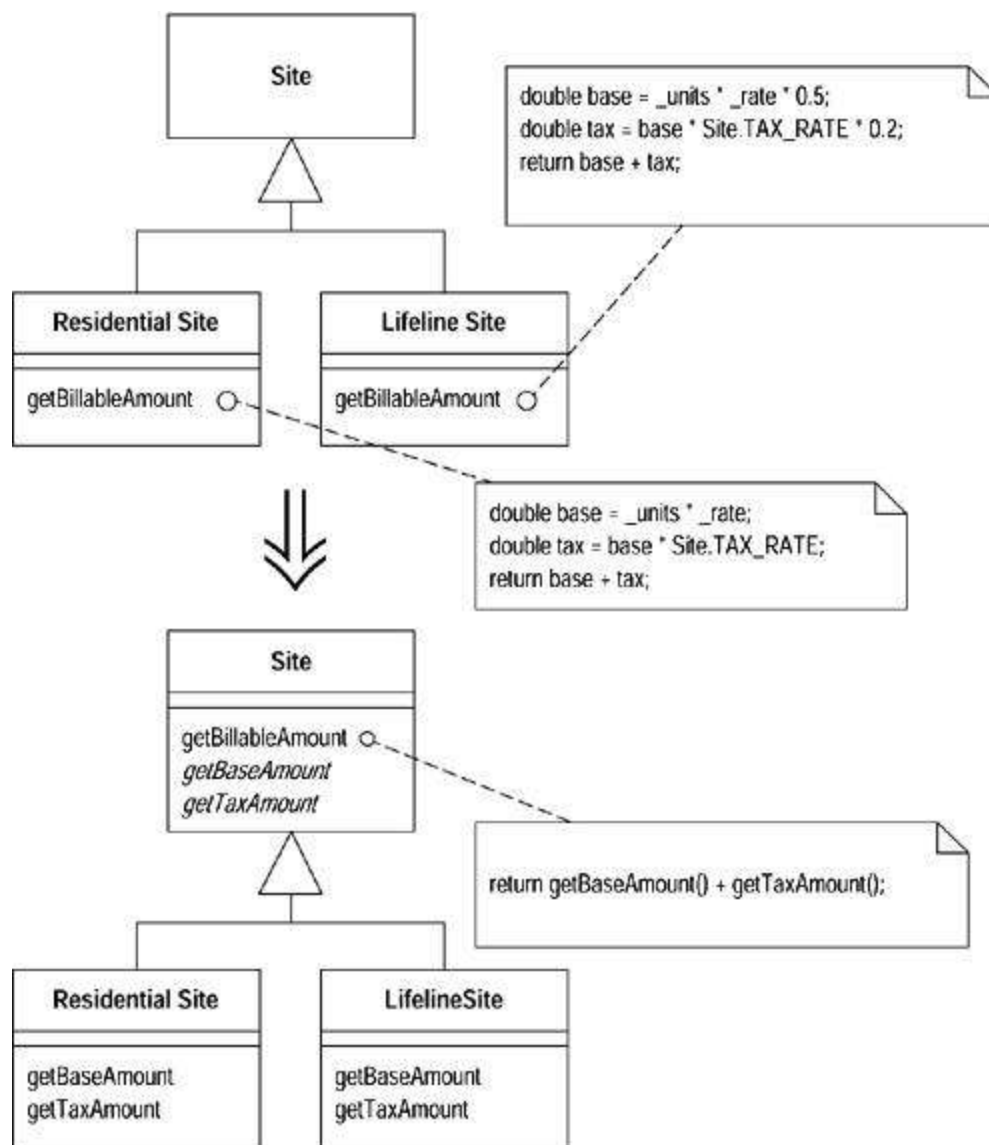 Site
double base = _units * _rate * 0.5;
double tax = base * Site.TAX_RATE * 0.2;
return base + tax;
Residential Site
getBillableAmount
Lifeline Site
getBillableAmount
double base = _units * _rate;
double tax = base * Site.TAX_RATE;
return base + tax;
Site
getBillableAmount
getBaseAmount
getTaxAmount
return getBaseAmount() + getTaxAmount();
Residential Site
getBaseAmount
getTaxAmount
LifelineSite
getBaseAmount
getTaxAmount